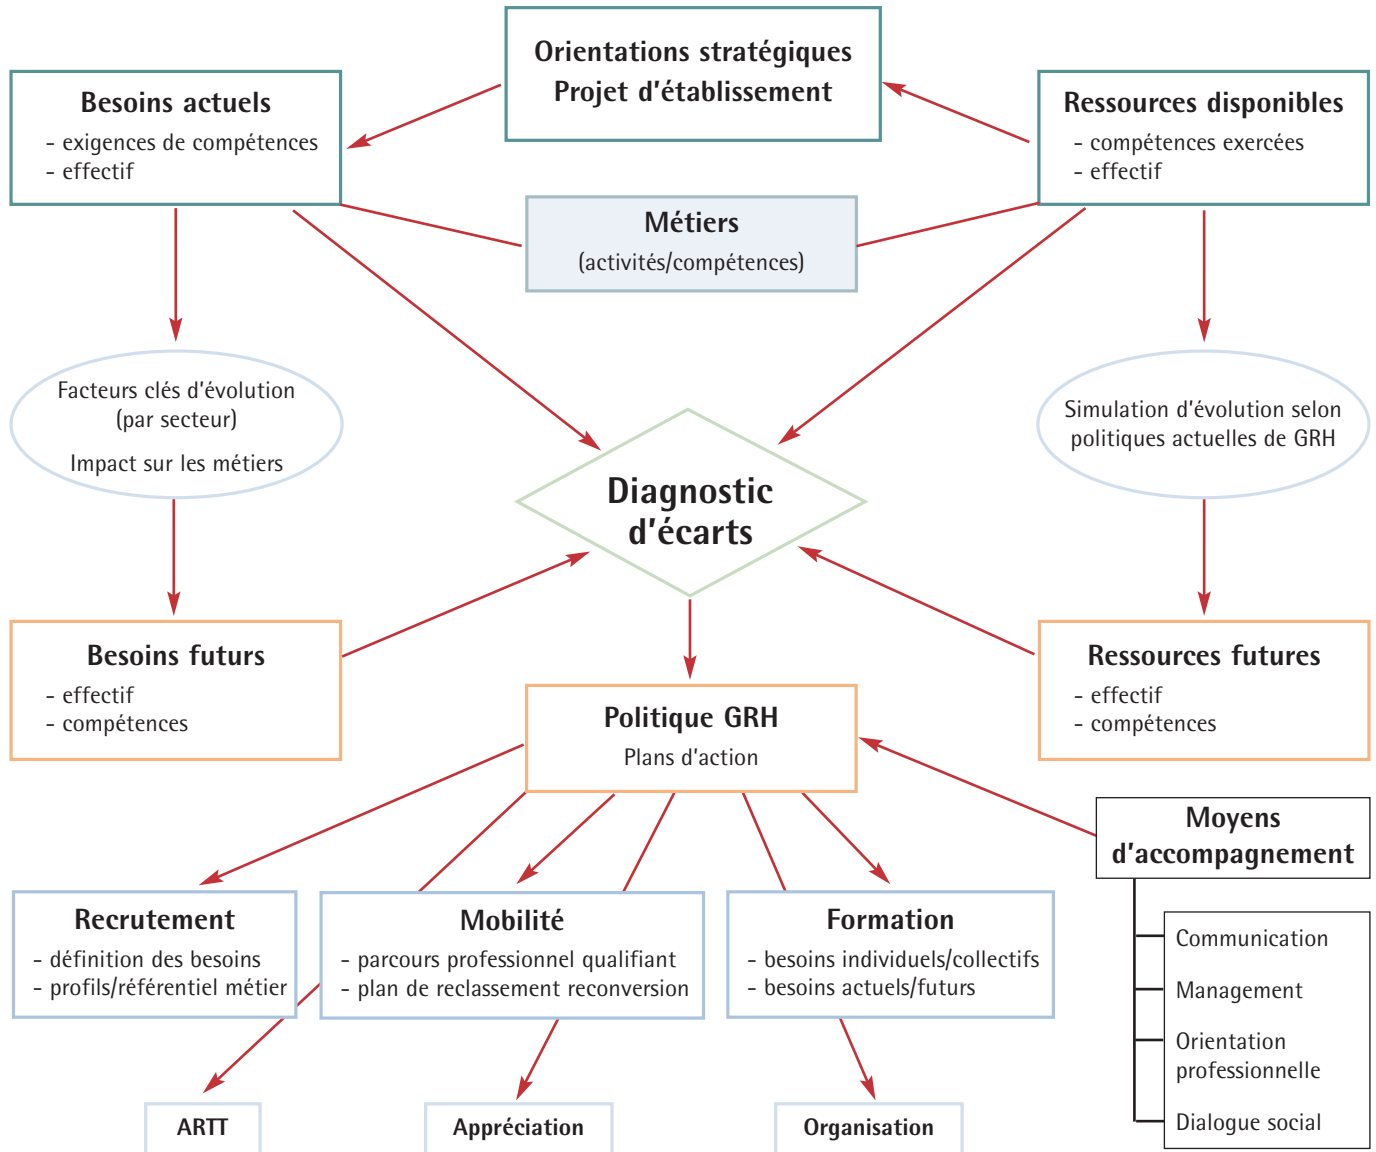 Orientations stratégiques
Projet d'établissement
Besoins actuels
- exigences de compétences
- effectif
Ressources disponibles
- compétences exercées
- effectif
Métiers
(activités/compétences)
Facteurs clés d'évolution
(par secteur)
Impact sur les métiers
Simulation d'évolution selon
politiques actuelles de GRH
Diagnostic
d'écarts
Besoins futurs
- effectif
- compétences
Ressources futures
- effectif
- compétences
Politique GRH
Plans d'action
Moyens
d'accompagnement
Recrutement
- définition des besoins
- profils/référentiel métier
Mobilité
- parcours professionnel qualifiant
- plan de reclassement reconversion
Formation
- besoins individuels/collectifs
- besoins actuels/futurs
Communication
Management
Orientation
professionnelle
Dialogue social
ARTT
Appréciation
Organisation